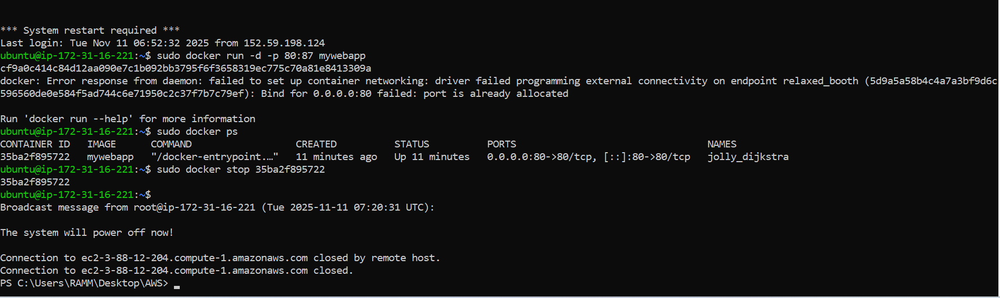 *** System restart required ***
Last login: Tue Nov 11 06:52:32 2025 from 152.59.198.124
ubuntu@ip-172-31-16-221:~$ sudo docker run -d -p 80:87 mywebapp
cf9a0c414c84d12aa090e7c1b092bb3795f6f3658319ec775c70a81e8413309a
docker: Error response from daemon: failed to set up container networking: driver failed programming external connectivity on endpoint relaxed_booth (5d9a5a58b4c4a7a3bf9d6c
596560de0e584f5ad744c6e71950c2c37f7b7c79ef): Bind for 0.0.0.0:80 failed: port is already allocated
Run 'docker run --help' for more information
ubuntu@ip-172-31-16-221:~$ sudo docker ps
CONTAINER ID   IMAGE      COMMAND                  CREATED          STATUS          PORTS                                 NAMES
35ba2f895722   mywebapp   "/docker-entrypoint.…"   11 minutes ago   Up 11 minutes   0.0.0.0:80->80/tcp, [::]:80->80/tcp   jolly_dijkstra
ubuntu@ip-172-31-16-221:~$ sudo docker stop 35ba2f895722
35ba2f895722
ubuntu@ip-172-31-16-221:~$
Broadcast message from root@ip-172-31-16-221 (Tue 2025-11-11 07:20:31 UTC):
The system will power off now!
Connection to ec2-3-88-12-204.compute-1.amazonaws.com closed by remote host.
Connection to ec2-3-88-12-204.compute-1.amazonaws.com closed.
PS C:\Users\RAMM\Desktop\AWS>